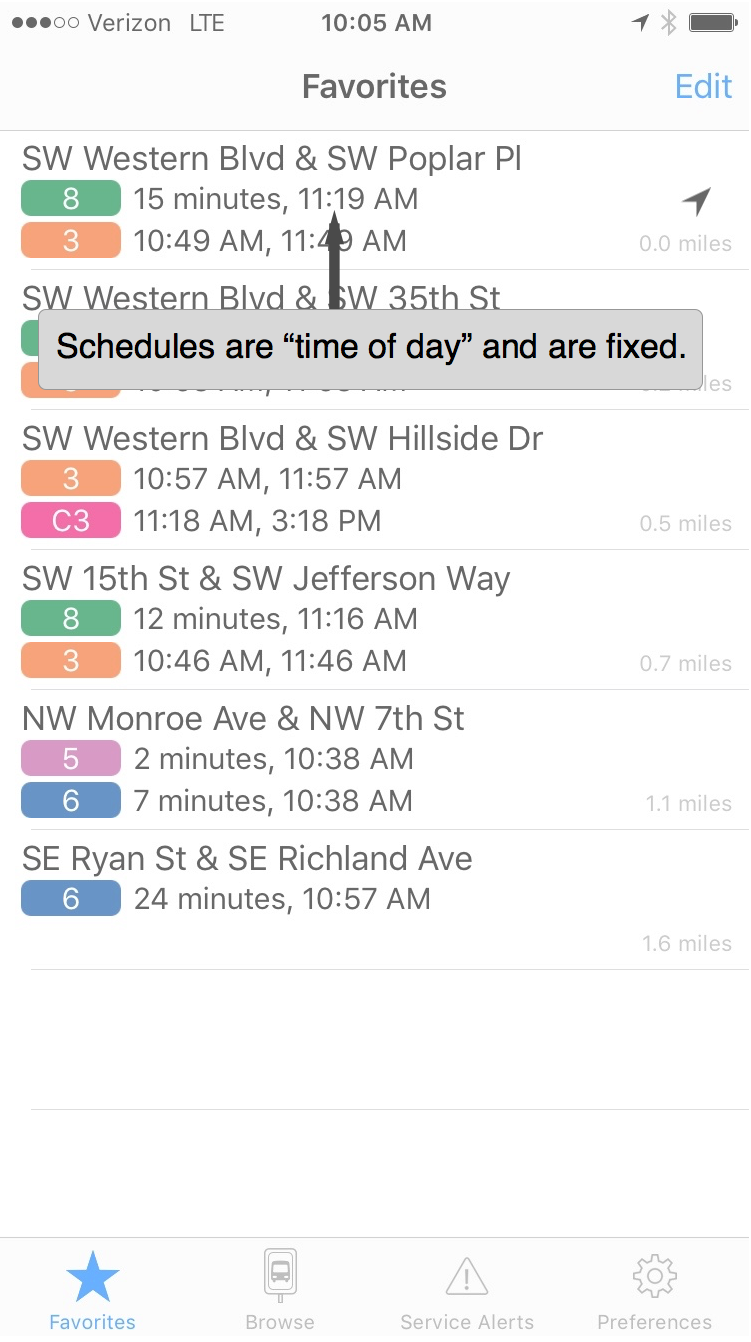 Verizon LTE 10:05 AM
Favorites Edit
SW Western Blvd & SW Poplar Pl
8 15 minutes, 11:19 AM
3 10:49 AM, 11:49 AM 0.0 miles
SW Western Blvd & SW 35th St
Schedules are “time of day” and are fixed.
SW Western Blvd & SW Hillside Dr
3 10:57 AM, 11:57 AM
C3 11:18 AM, 3:18 PM 0.5 miles
SW 15th St & SW Jefferson Way
8 12 minutes, 11:16 AM
3 10:46 AM, 11:46 AM 0.7 miles
NW Monroe Ave & NW 7th St
5 2 minutes, 10:38 AM
6 7 minutes, 10:38 AM 1.1 miles
SE Ryan St & SE Richland Ave
6 24 minutes, 10:57 AM
1.6 miles
Favorites Browse Service Alerts Preferences